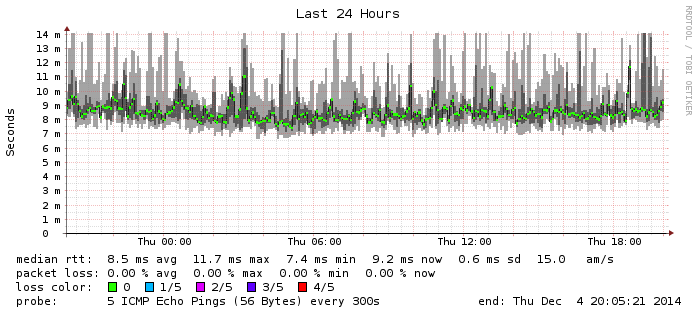 Last 24 Hours
RRDTOOL / TOBI OETIKER
Seconds
14 m
13 m
12 m
11 m
10 m
9 m
8 m
7 m
6 m
5 m
4 m
3 m
2 m
1 m
0
Thu 00:00 Thu 06:00 Thu 12:00 Thu 18:00
median rtt: 8.5 ms avg 11.7 ms max 7.4 ms min 9.2 ms now 0.6 ms sd 15.0 am/s
packet loss: 0.00 % avg 0.00 % max 0.00 % min 0.00 % now
loss color: 0 1/5 2/5 3/5 4/5
probe: 5 ICMP Echo Pings (56 Bytes) every 300s end: Thu Dec 4 20:05:21 2014